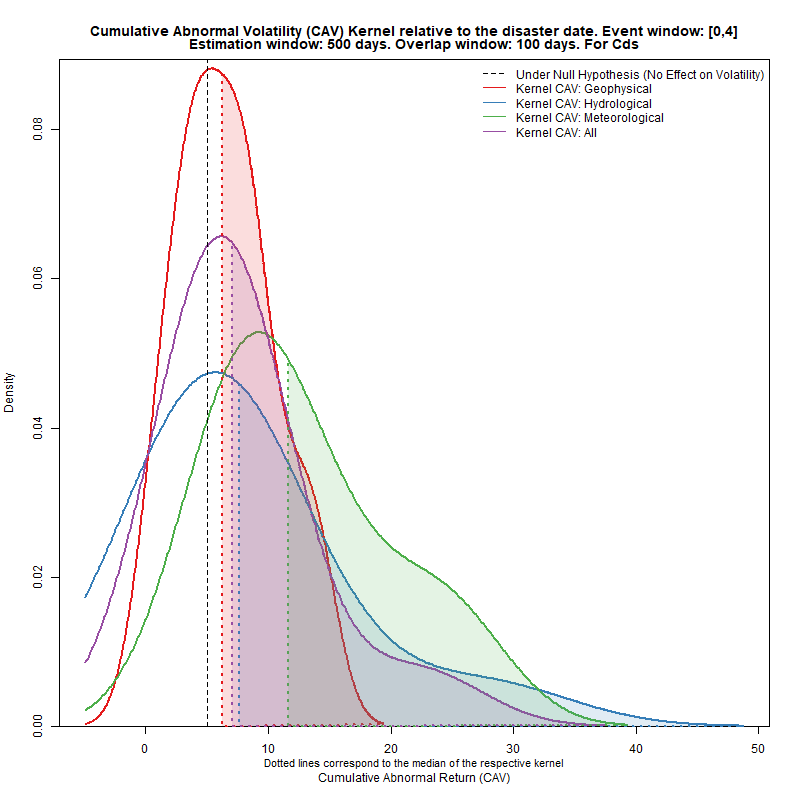 Cumulative Abnormal Volatility (CAV) Kernel relative to the disaster date. Event window: [0,4]
Estimation window: 500 days. Overlap window: 100 days. For Cds
Under Null Hypothesis (No Effect on Volatility)
Kernel CAV: Geophysical
Kernel CAV: Hydrological
Kernel CAV: Meteorological
Kernel CAV: All
0.08
0.06
0.04
0.02
0.00
Density
0 10 20 30 40 50
Dotted lines correspond to the median of the respective kernel
Cumulative Abnormal Return (CAV)